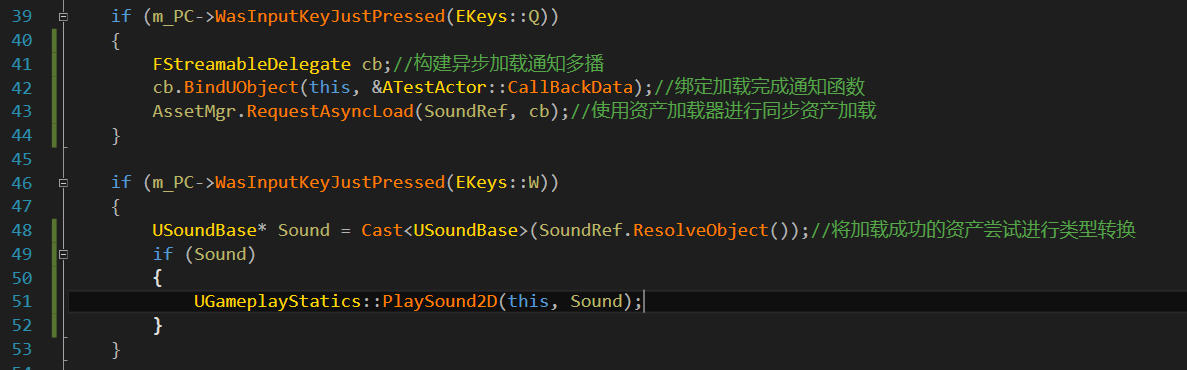 39 if (m_PC->WasInputKeyJustPressed(EKeys::Q))
40 {
41 FStreamableDelegate cb;//构建异步加载通知多播
42 cb.BindUObject(this, &ATestActor::CallBackData);//绑定加载完成通知函数
43 AssetMgr.RequestAsyncLoad(SoundRef, cb);//使用资产加载器进行同步资产加载
44 }
45
46 if (m_PC->WasInputKeyJustPressed(EKeys::W))
47 {
48 USoundBase* Sound = Cast<USoundBase>(SoundRef.ResolveObject());//将加载成功的资产尝试进行类型转换
49 if (Sound)
50 {
51 UGameplayStatics::PlaySound2D(this, Sound);
52 }
53 }